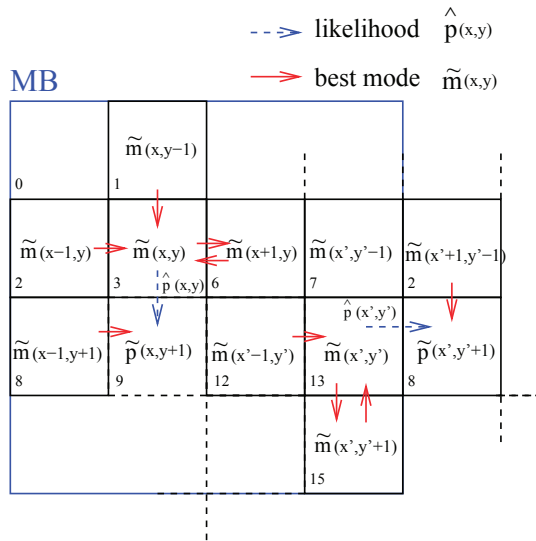 likelihood p̂(x,y)
best mode m̃(x,y)
MB
m̃(x,y−1)
0 1
m̃(x−1,y) m̃(x,y) m̃(x+1,y) m̃(x',y'−1) m̃(x'+1,y'−1)
2 3 p̂(x,y) 6 7 2
p̂(x',y')
m̃(x−1,y+1) p̃(x,y+1) m̃(x'−1,y') m̃(x',y') p̃(x',y'+1)
8 9 12 13 8
m̃(x',y'+1)
15